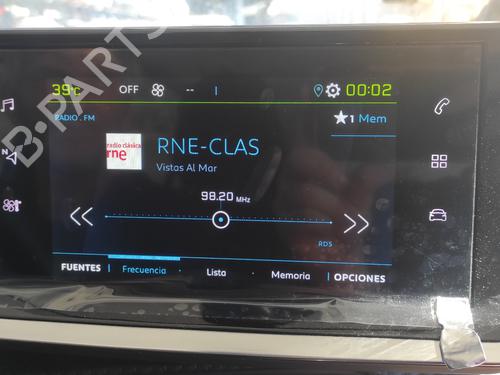 B-PARTS
39°C OFF -- 00:02
RADIO . FM
1 Mem
radio clásica
rne
RNE-CLAS
Vistas Al Mar
N
98.20 MHz
RDS
FUENTES Frecuencia Lista Memoria OPCIONES